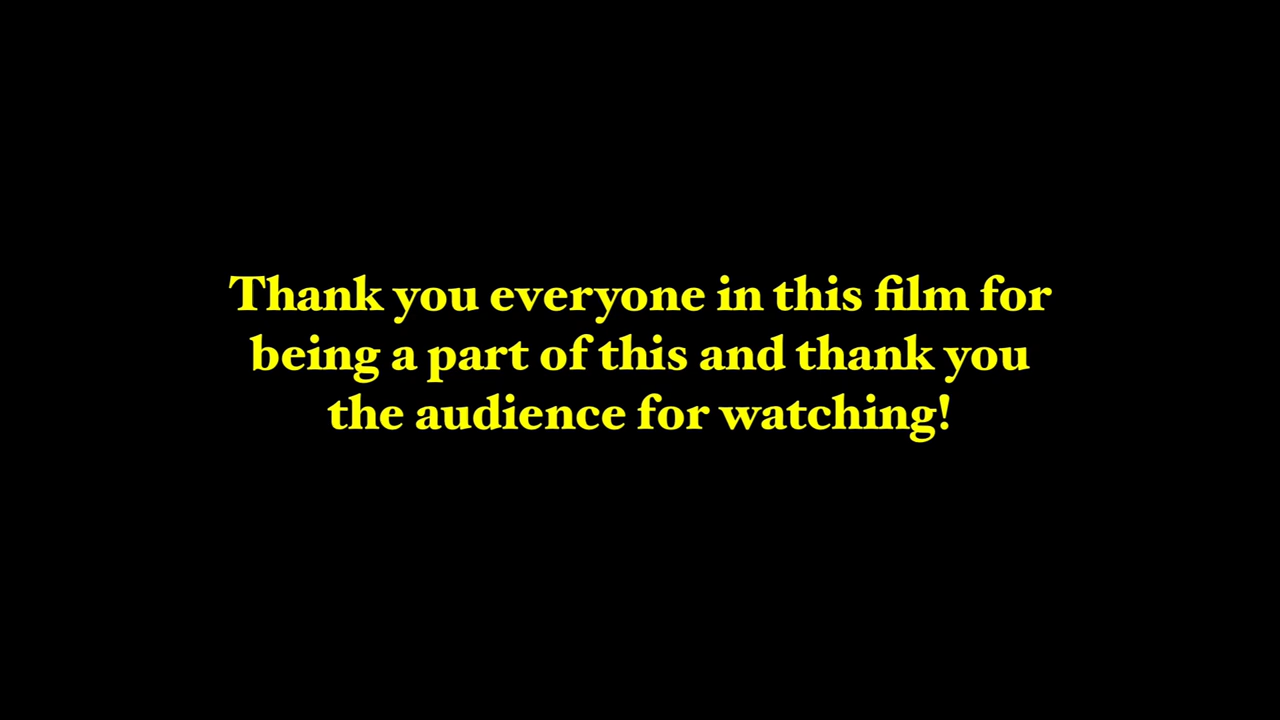 Thank you everyone in this film for
being a part of this and thank you
the audience for watching!